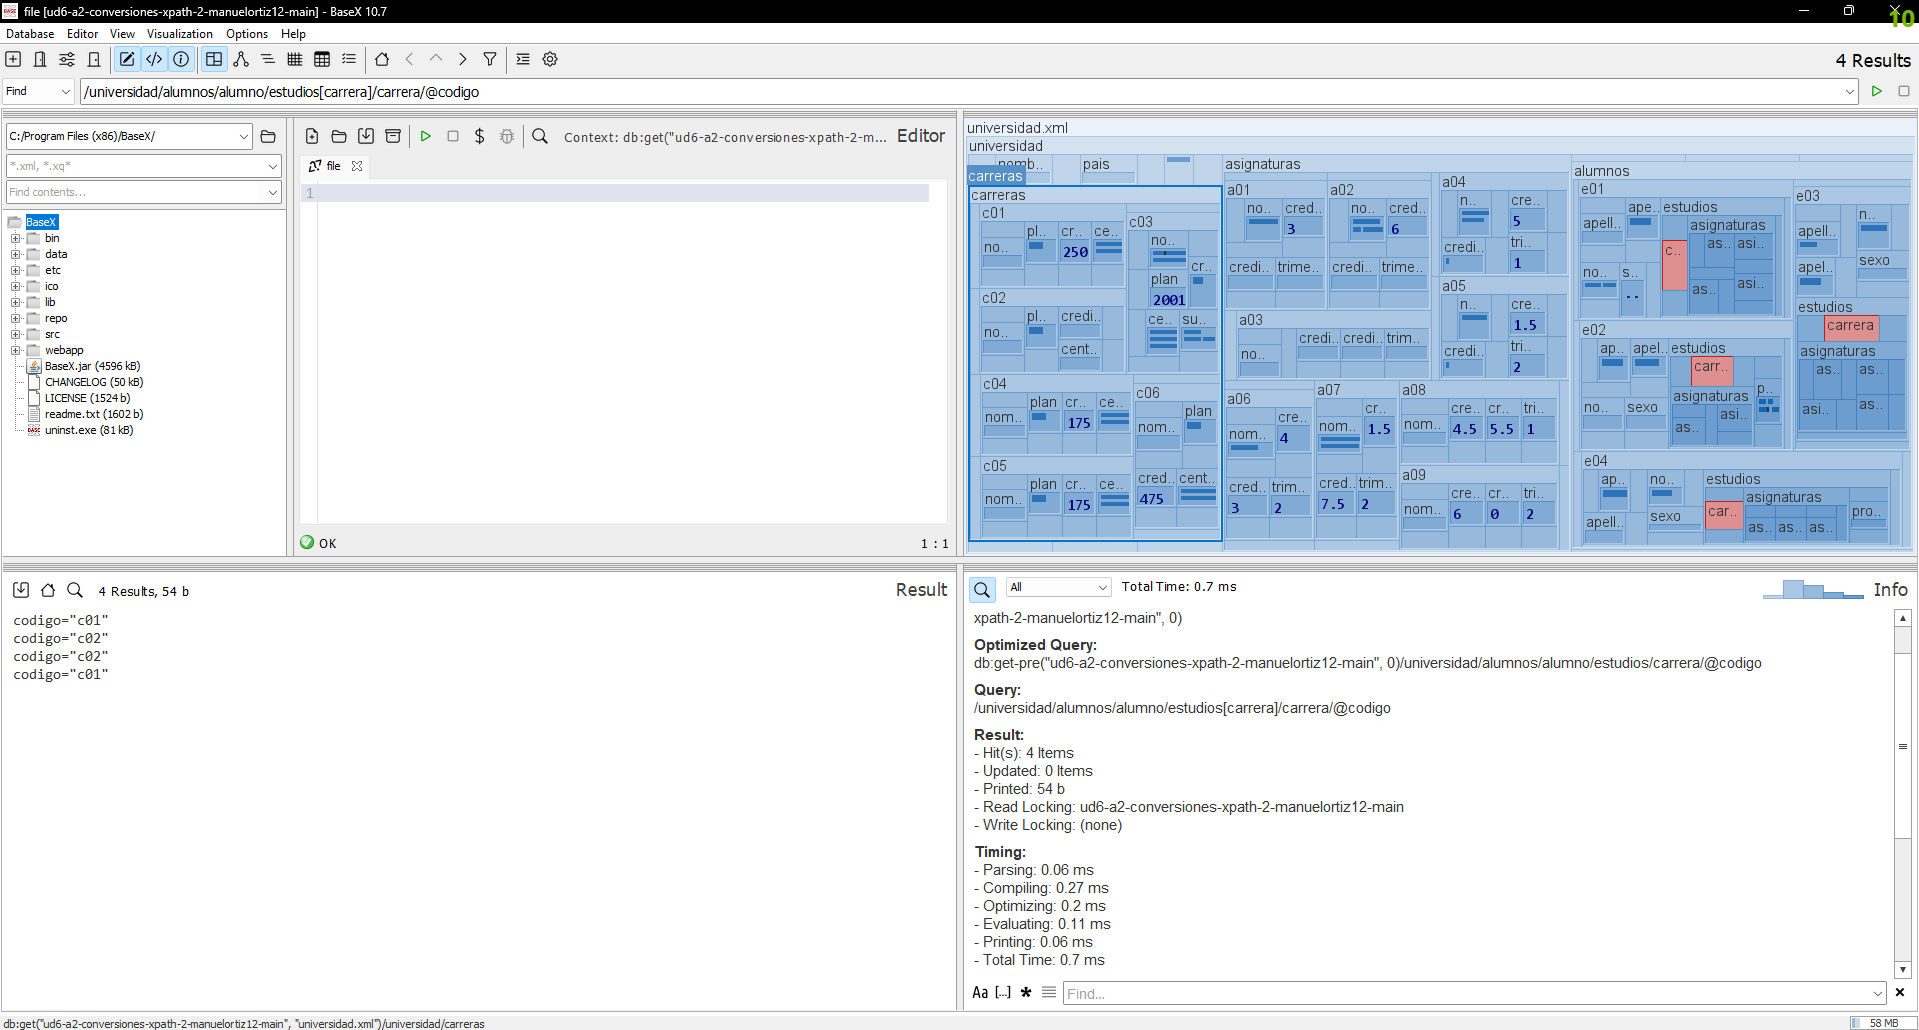 file [ud6-a2-conversiones-xpath-2-manuelortiz12-main] - BaseX 10.7
10
Database Editor View Visualization Options Help
4 Results
Find /universidad/alumnos/alumno/estudios[carrera]/carrera/@codigo
C:/Program Files (x86)/BaseX/
*.xml, *.xq*
Find contents...
BaseX
bin
data
etc
ico
lib
repo
src
webapp
BaseX.jar (4596 kB)
CHANGELOG (50 kB)
LICENSE (1524 b)
readme.txt (1602 b)
uninst.exe (81 kB)
Context: db:get("ud6-a2-conversiones-xpath-2-m... Editor
file
1
OK 1 : 1
universidad.xml
universidad
nomb.. pais
carreras
carreras
c01
no.. pl.. cr.. ce..
250
c02
no.. pl.. credi..
cent..
c03
no..
cr..
plan
2001
ce.. su..
c04
nom.. plan cr.. ce..
175
c05
nom.. plan cr.. ce..
175
c06
nom.. plan
cred.. cent..
475
asignaturas
a01
no.. cred..
3
credi.. trime..
a02
no.. cred..
6
credi.. trime..
a03
no.. credi.. credi.. trim..
a04
n.. cre..
5
credi.. tri..
1
a05
n.. cre..
1.5
credi.. tri..
2
a06
nom.. cre..
4
cred.. trim..
3 2
a07
nom.. cr..
1.5
cred.. trim..
7.5 2
a08
nom.. cre.. cre.. tri..
4.5 5.5 1
a09
nom.. cre.. cr.. tri..
6 0 2
alumnos
e01
apell.. ape.. estudios
asignaturas
c.. as.. asi..
no.. s.. as.. asi..
..
e02
ap.. apel.. estudios
carr.. p..
asignaturas
no.. sexo as.. asi..
e03
apell.. n..
apel.. sexo
estudios
carrera
asignaturas
as.. as..
asi.. as..
e04
ap.. no.. estudios
asignaturas
apell.. sexo car.. as.. as.. as.. pro..
4 Results, 54 b Result
codigo="c01"
codigo="c02"
codigo="c02"
codigo="c01"
All Total Time: 0.7 ms Info
xpath-2-manuelortiz12-main", 0)
Optimized Query:
db:get-pre("ud6-a2-conversiones-xpath-2-manuelortiz12-main", 0)/universidad/alumnos/alumno/estudios/carrera/@codigo
Query:
/universidad/alumnos/alumno/estudios[carrera]/carrera/@codigo
Result:
- Hit(s): 4 Items
- Updated: 0 Items
- Printed: 54 b
- Read Locking: ud6-a2-conversiones-xpath-2-manuelortiz12-main
- Write Locking: (none)
Timing:
- Parsing: 0.06 ms
- Compiling: 0.27 ms
- Optimizing: 0.2 ms
- Evaluating: 0.11 ms
- Printing: 0.06 ms
- Total Time: 0.7 ms
Aa [...] * Find...
db:get("ud6-a2-conversiones-xpath-2-manuelortiz12-main", "universidad.xml")/universidad/carreras
58 MB